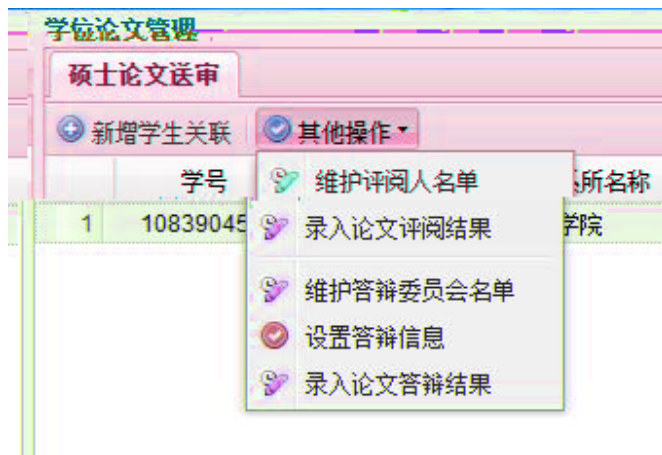 学位论文管理
硕士论文送审
新增学生关联 其他操作
学号 所名称
维护评阅人名单
1 10839045 学院
录入论文评阅结果
维护答辩委员会名单
设置答辩信息
录入论文答辩结果